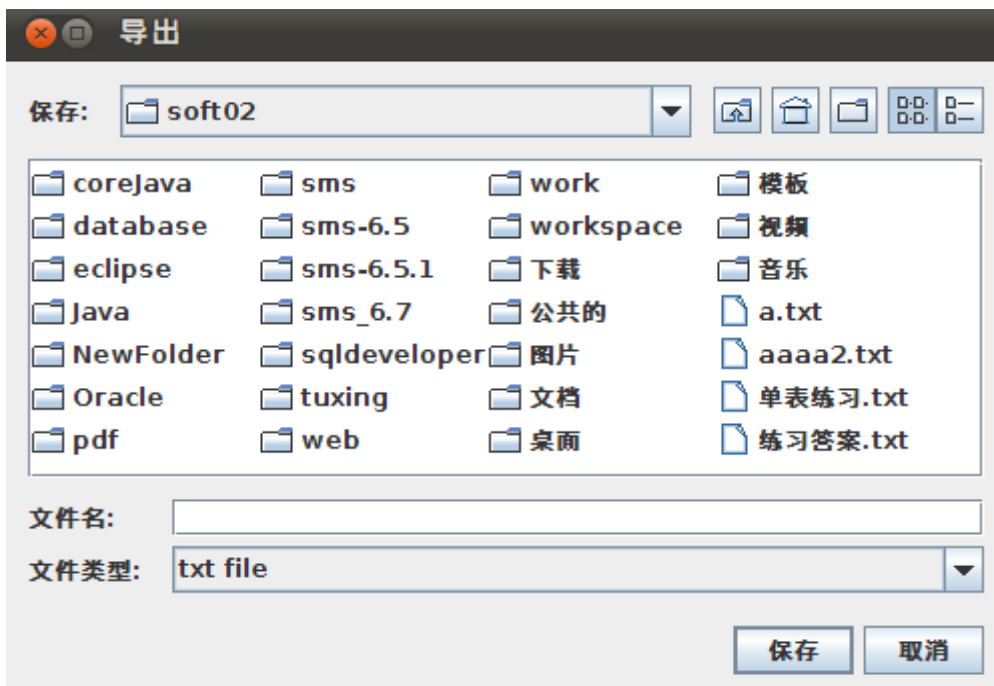 导出
保存: soft02
coreJava sms work 模板
database sms-6.5 workspace 视频
eclipse sms-6.5.1 下载 音乐
Java sms_6.7 公共的 a.txt
NewFolder sqldeveloper 图片 aaaa2.txt
Oracle tuxing 文档 单表练习.txt
pdf web 桌面 练习答案.txt
文件名:
文件类型: txt file
保存 取消